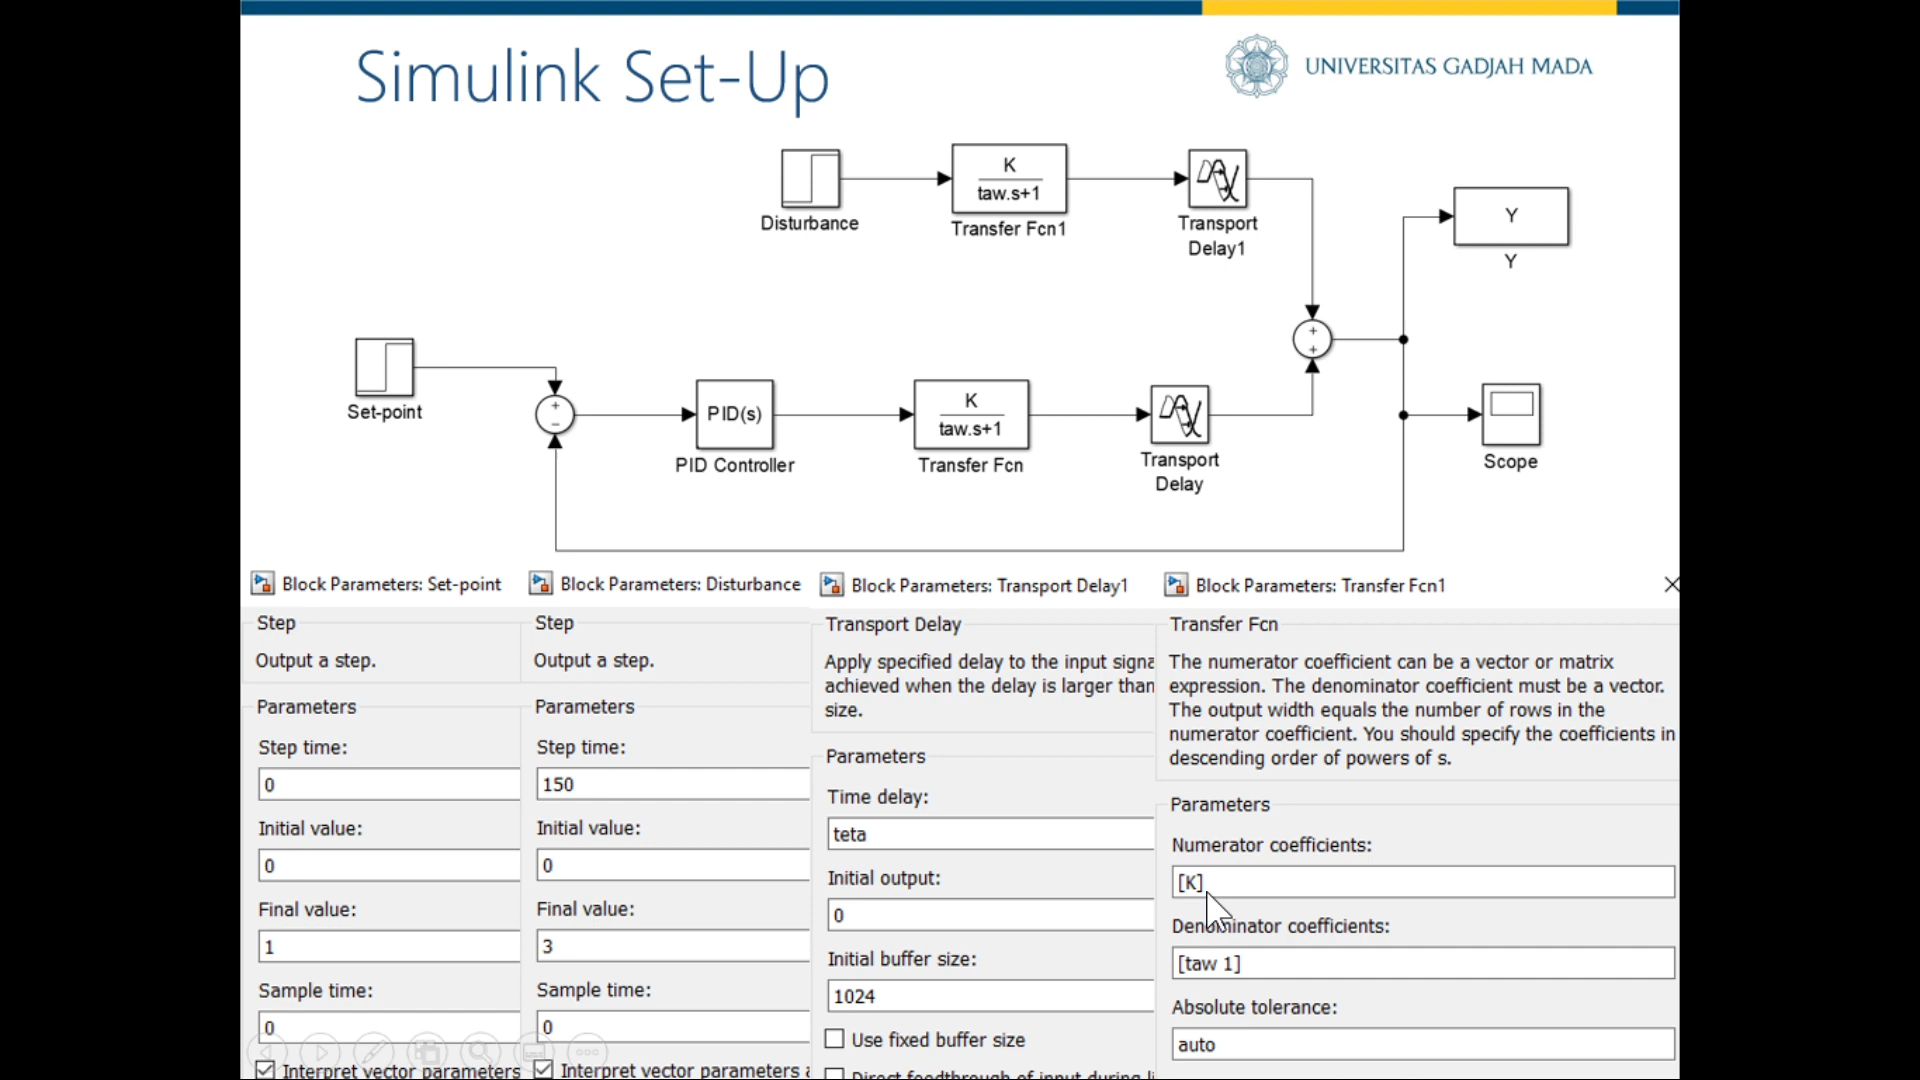 Simulink Set-Up
UNIVERSITAS GADJAH MADA
K
taw.s+1
Disturbance
Transfer Fcn1
Transport
Delay1
Y
Y
Set-point
+
+
+
−
PID(s)
PID Controller
K
taw.s+1
Transfer Fcn
Transport
Delay
Scope
Block Parameters: Set-point
Step
Output a step.
Parameters
Step time:
0
Initial value:
0
Final value:
1
Sample time:
0
Interpret vector parameters
Block Parameters: Disturbance
Step
Output a step.
Parameters
Step time:
150
Initial value:
0
Final value:
3
Sample time:
0
Interpret vector parameters
Block Parameters: Transport Delay1
Transport Delay
Apply specified delay to the input signa
achieved when the delay is larger than
size.
Parameters
Time delay:
teta
Initial output:
0
Initial buffer size:
1024
Use fixed buffer size
Direct feedthrough of input during li
Block Parameters: Transfer Fcn1
Transfer Fcn
The numerator coefficient can be a vector or matrix
expression. The denominator coefficient must be a vector.
The output width equals the number of rows in the
numerator coefficient. You should specify the coefficients in
descending order of powers of s.
Parameters
Numerator coefficients:
[K]
Denominator coefficients:
[taw 1]
Absolute tolerance:
auto